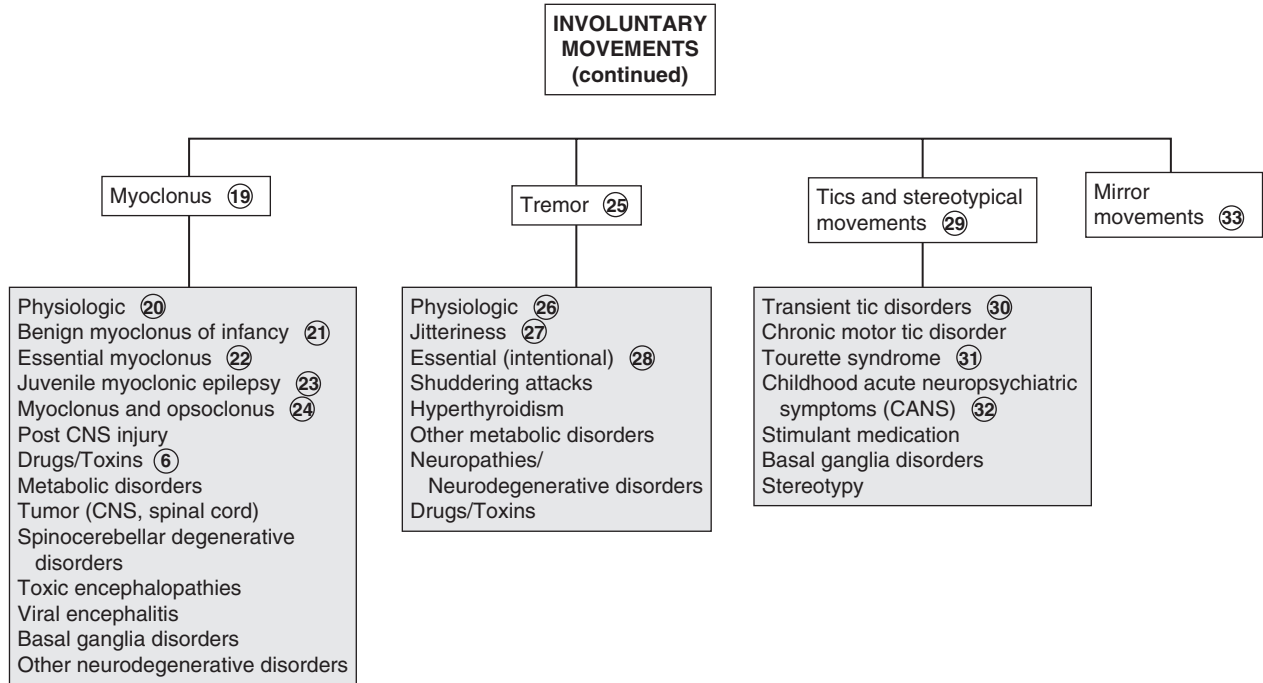 INVOLUNTARY
MOVEMENTS
(continued)
Myoclonus 19
Tremor 25
Tics and stereotypical
movements 29
Mirror
movements 33
Physiologic 20
Benign myoclonus of infancy 21
Essential myoclonus 22
Juvenile myoclonic epilepsy 23
Myoclonus and opsoclonus 24
Post CNS injury
Drugs/Toxins 6
Metabolic disorders
Tumor (CNS, spinal cord)
Spinocerebellar degenerative
disorders
Toxic encephalopathies
Viral encephalitis
Basal ganglia disorders
Other neurodegenerative disorders
Physiologic 26
Jitteriness 27
Essential (intentional) 28
Shuddering attacks
Hyperthyroidism
Other metabolic disorders
Neuropathies/
Neurodegenerative disorders
Drugs/Toxins
Transient tic disorders 30
Chronic motor tic disorder
Tourette syndrome 31
Childhood acute neuropsychiatric
symptoms (CANS) 32
Stimulant medication
Basal ganglia disorders
Stereotypy